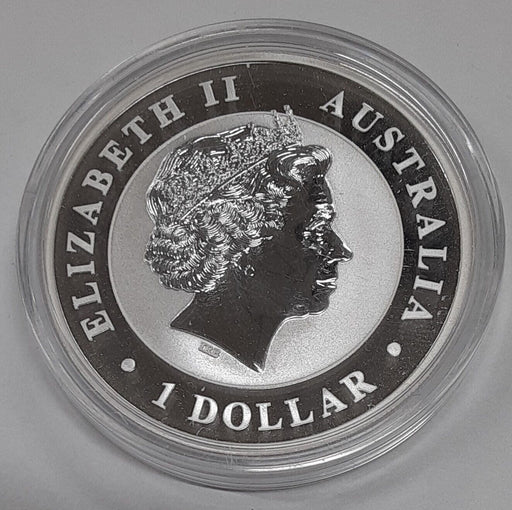 ELIZABETH II
AUSTRALIA
• 1 DOLLAR •